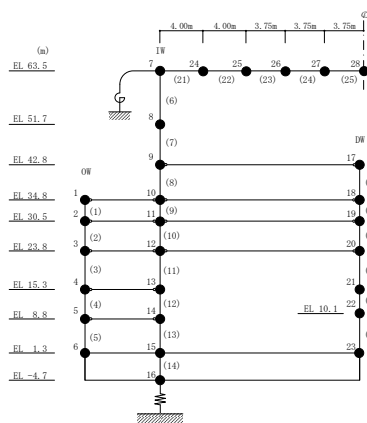 4.00m 4.00m 3.75m 3.75m 3.75m
(m) IW
EL 63.5 7 24 25 26 27 28
(21) (22) (23) (24) (25)
(6)
EL 51.7 8
(7)
EL 42.8 9 17
OW DW
(8)
EL 34.8 1 10 18
(1) (9)
EL 30.5 2 11 19
(2) (10)
EL 23.8 3 12 20
(3) (11)
EL 15.3 4 13 21
(4) (12) EL 10.1 22
EL 8.8 5 14
(5) (13)
EL 1.3 6 15 23
(14)
EL -4.7 16